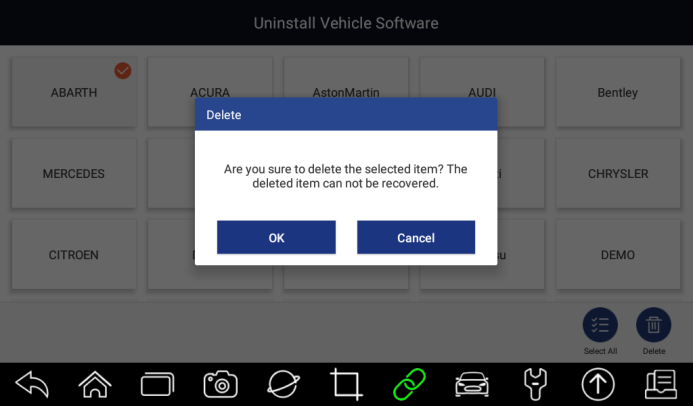 Uninstall Vehicle Software
ABARTH
ACURA
AstonMartin
AUDI
Bentley
Delete
Are you sure to delete the selected item? The
deleted item can not be recovered.
OK
Cancel
MERCEDES
CHRYSLER
CITROEN
DEMO
Select All
Delete